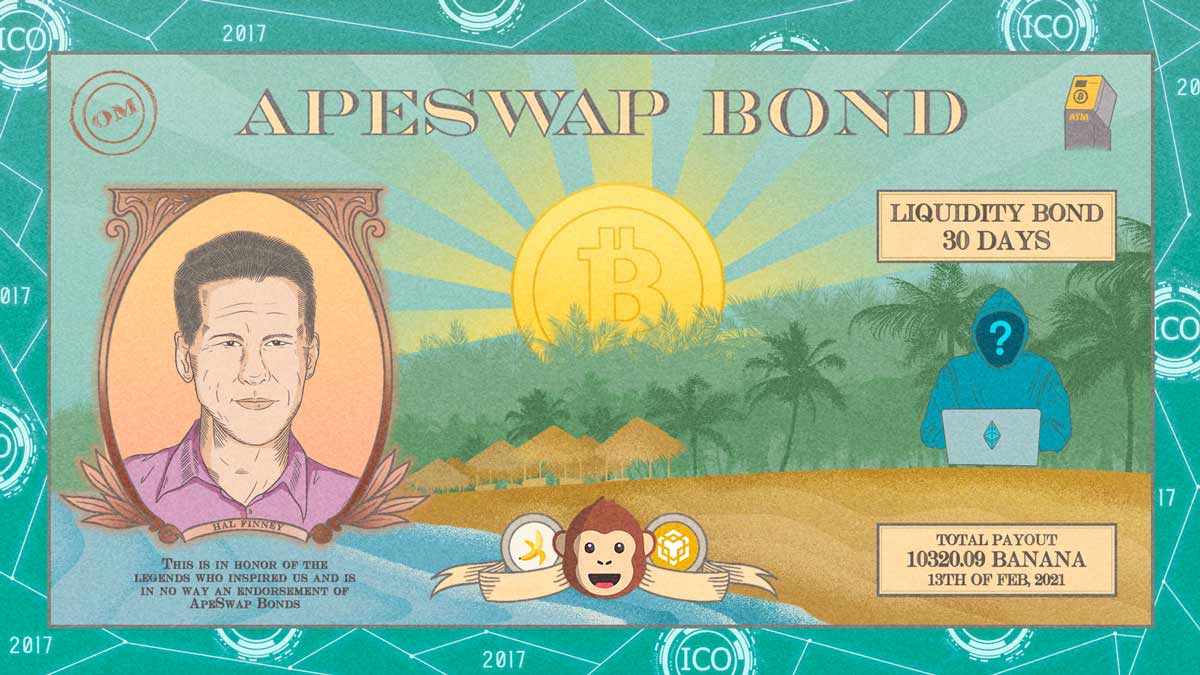 ICO
2017
ICO
20
OM
APESWAP BOND
ATM
LIQUIDITY BOND
30 DAYS
017
ICO
?
HAL FINNEY
17
THIS IS IN HONOR OF THE
LEGENDS WHO INSPIRED US AND IS
IN NO WAY AN ENDORSEMENT OF
APESWAP BONDS
TOTAL PAYOUT
10320.09 BANANA
13TH OF FEB, 2021
2017
2017
ICO